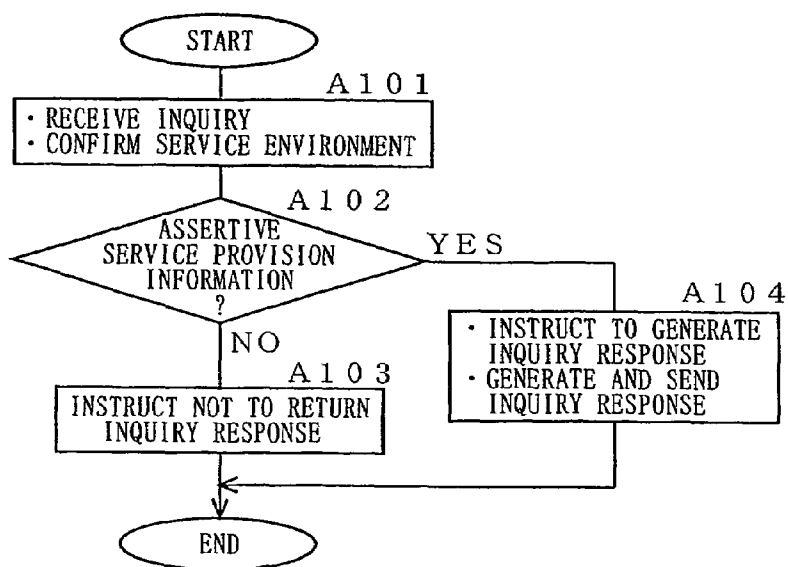 START
A101
・RECEIVE INQUIRY
・CONFIRM SERVICE ENVIRONMENT
A102
ASSERTIVE
SERVICE PROVISION
INFORMATION
?
YES
NO
A103
INSTRUCT NOT TO RETURN
INQUIRY RESPONSE
A104
・INSTRUCT TO GENERATE
INQUIRY RESPONSE
・GENERATE AND SEND
INQUIRY RESPONSE
END